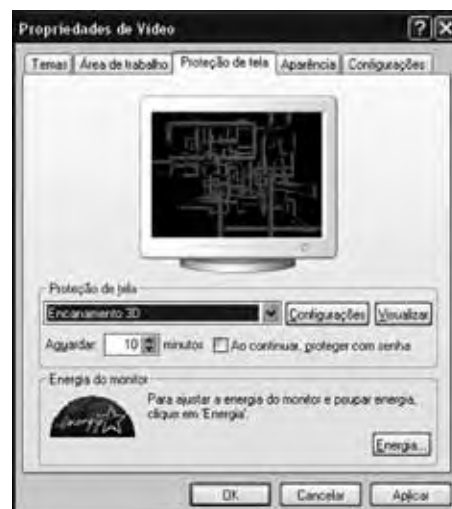 Propriedades de Vídeo
Temas Área de trabalho Proteção de tela Aparência Configurações
Proteção de tela
Encanamento 3D Configurações Visualizar
Aguardar: 10 minutos Ao continuar, proteger com senha
Energia do monitor
Para ajustar a energia do monitor e poupar energia,
clique em 'Energia'.
energy
Energia...
OK Cancelar Aplicar